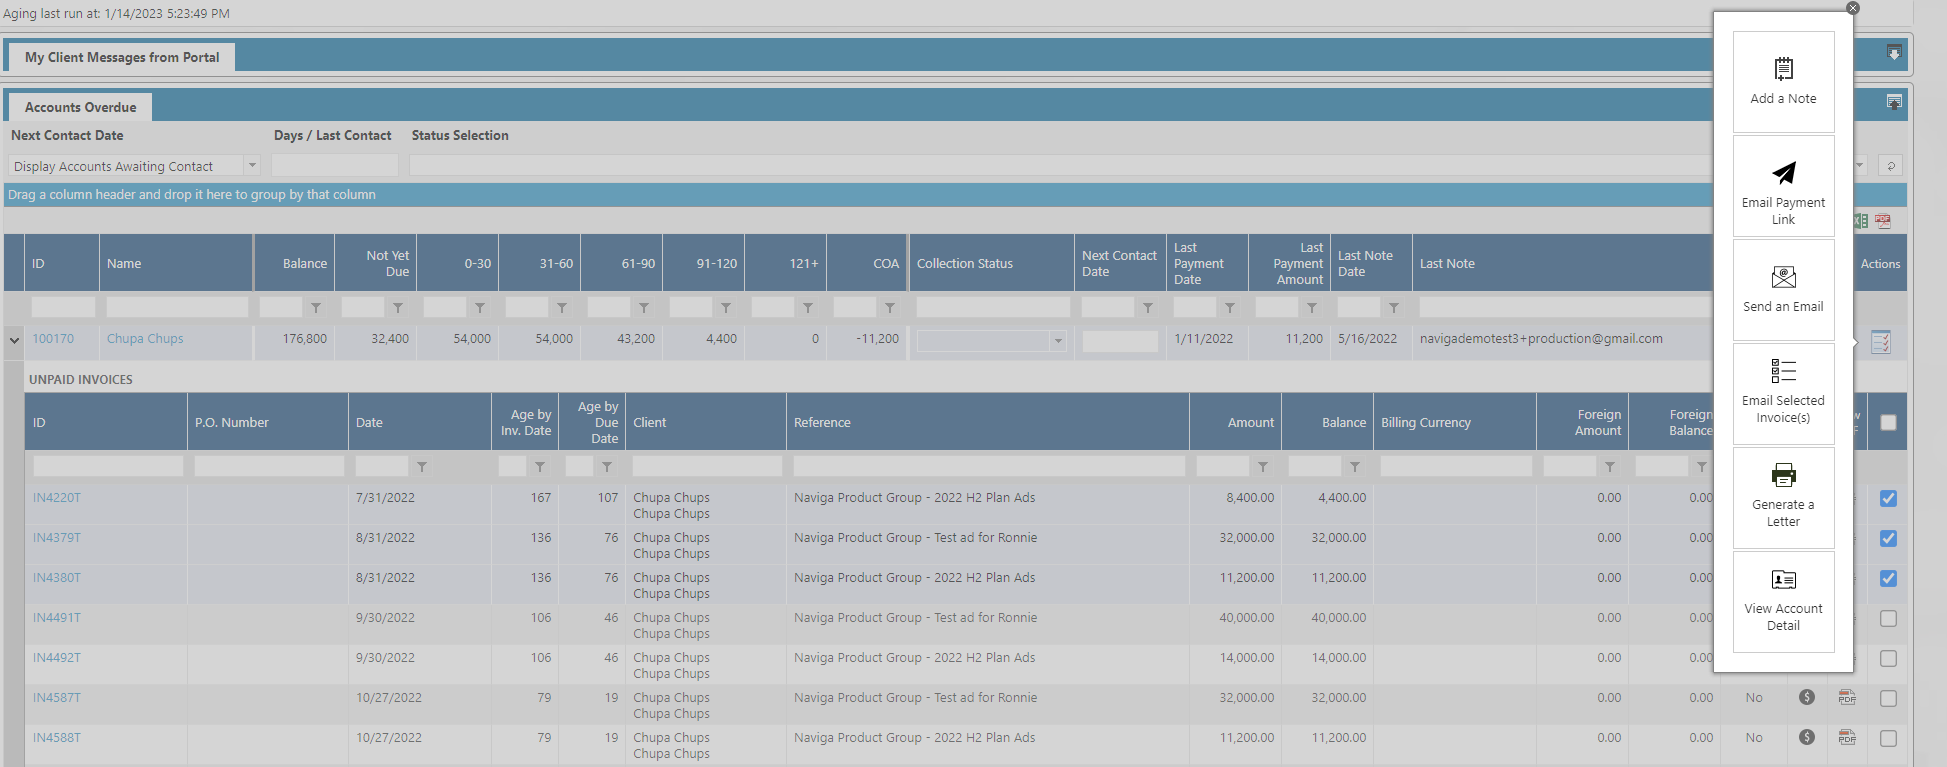 Aging last run at: 1/14/2023 5:23:49 PM
My Client Messages from Portal
Accounts Overdue
Next Contact Date Days / Last Contact Status Selection
Display Accounts Awaiting Contact
Drag a column header and drop it here to group by that column
PDF
ID Name Balance Not Yet Due 0-30 31-60 61-90 91-120 121+ COA Collection Status Next Contact Date Last Payment Date Last Payment Amount Last Note Date Last Note Actions
100170 Chupa Chups 176,800 32,400 54,000 54,000 43,200 4,400 0 -11,200 1/11/2022 11,200 5/16/2022 navigademotest3+production@gmail.com
UNPAID INVOICES
ID P.O. Number Date Age by Inv. Date Age by Due Date Client Reference Amount Balance Billing Currency Foreign Amount Foreign Balance
IN4220T 7/31/2022 167 107 Chupa Chups Naviga Product Group - 2022 H2 Plan Ads 8,400.00 4,400.00 0.00 0.00
Chupa Chups
IN4379T 8/31/2022 136 76 Chupa Chups Naviga Product Group - Test ad for Ronnie 32,000.00 32,000.00 0.00 0.00
Chupa Chups
IN4380T 8/31/2022 136 76 Chupa Chups Naviga Product Group - 2022 H2 Plan Ads 11,200.00 11,200.00 0.00 0.00
Chupa Chups
IN4491T 9/30/2022 106 46 Chupa Chups Naviga Product Group - Test ad for Ronnie 40,000.00 40,000.00 0.00 0.00
Chupa Chups
IN4492T 9/30/2022 106 46 Chupa Chups Naviga Product Group - 2022 H2 Plan Ads 14,000.00 14,000.00 0.00 0.00
Chupa Chups
IN4587T 10/27/2022 79 19 Chupa Chups Naviga Product Group - Test ad for Ronnie 32,000.00 32,000.00 0.00 0.00 No $ PDF
Chupa Chups
IN4588T 10/27/2022 79 19 Chupa Chups Naviga Product Group - 2022 H2 Plan Ads 11,200.00 11,200.00 0.00 0.00 No $ PDF
Chupa Chups
Add a Note
Email Payment
Link
Send an Email
Email Selected
Invoice(s)
Generate a
Letter
View Account
Detail